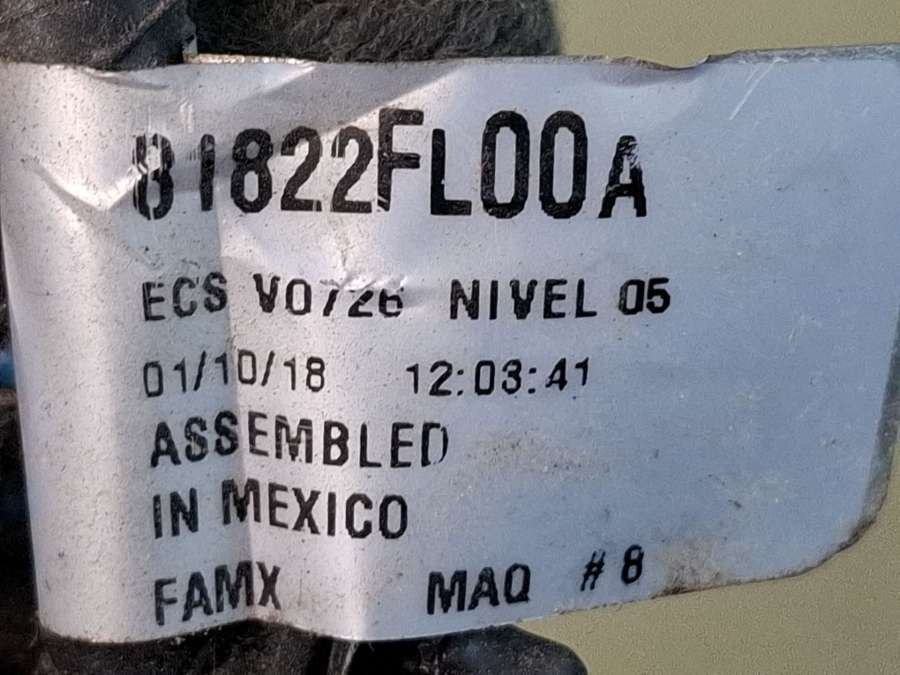 81822FL00A
ECS V0726 NIVEL 05
01/10/18 12:03:41
ASSEMBLED
IN MEXICO
FAMX MAQ #8